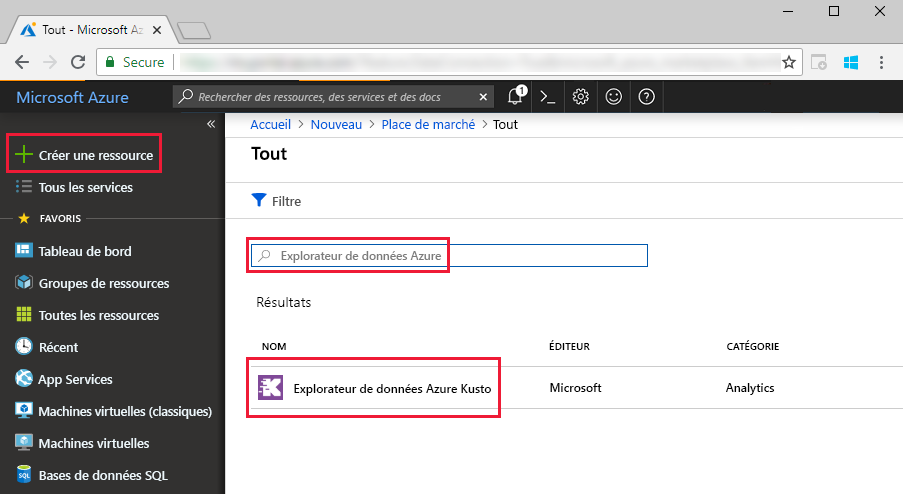 Tout - Microsoft Az
Secure
Microsoft Azure
Rechercher des ressources, des services et des docs
1
Accueil > Nouveau > Place de marché > Tout
Tout
Créer une ressource
Tous les services
FAVORIS
Tableau de bord
Groupes de ressources
Toutes les ressources
Récent
App Services
Machines virtuelles (classiques)
Machines virtuelles
SQL
Bases de données SQL
Filtre
Explorateur de données Azure
Résultats
NOM ÉDITEUR CATÉGORIE
Explorateur de données Azure Kusto Microsoft Analytics